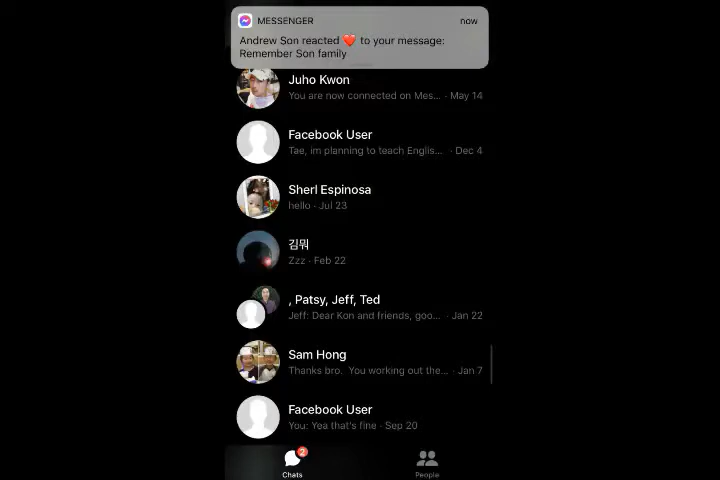 MESSENGER
now
Andrew Son reacted ❤️ to your message:
Remember Son family
Juho Kwon
You are now connected on Mes... · May 14
Facebook User
Tae, im planning to teach Englis... · Dec 4
Sherl Espinosa
hello · Jul 23
김뭐
Zzz · Feb 22
, Patsy, Jeff, Ted
Jeff: Dear Kon and friends, goo... · Jan 22
Sam Hong
Thanks bro.  You working out the... · Jan 7
Facebook User
You: Yea that's fine · Sep 20
2
Chats
People